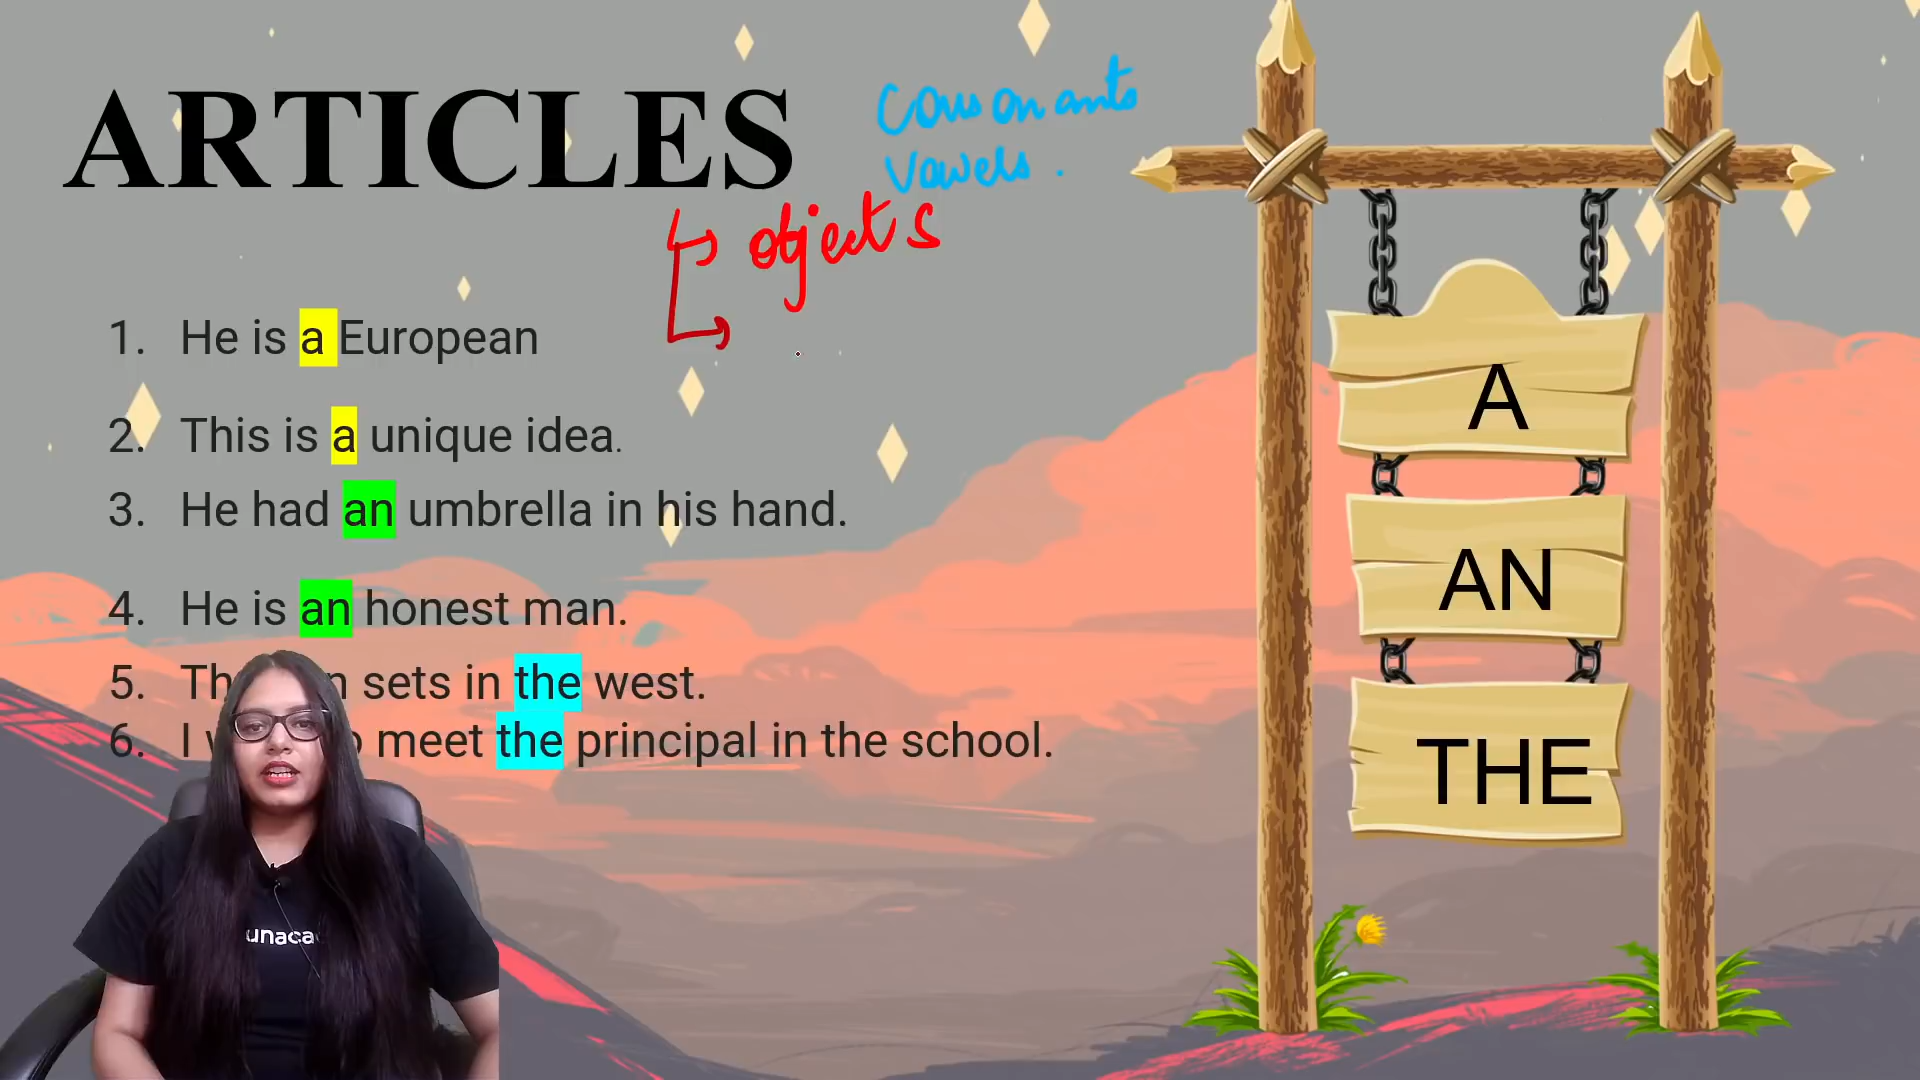 ARTICLES
consonants
vowels.
objects
1. He is a European
2. This is a unique idea.
3. He had an umbrella in his hand.
4. He is an honest man.
5. sets in the west.
6. I meet the principal in the school.
A
AN
THE
unaca